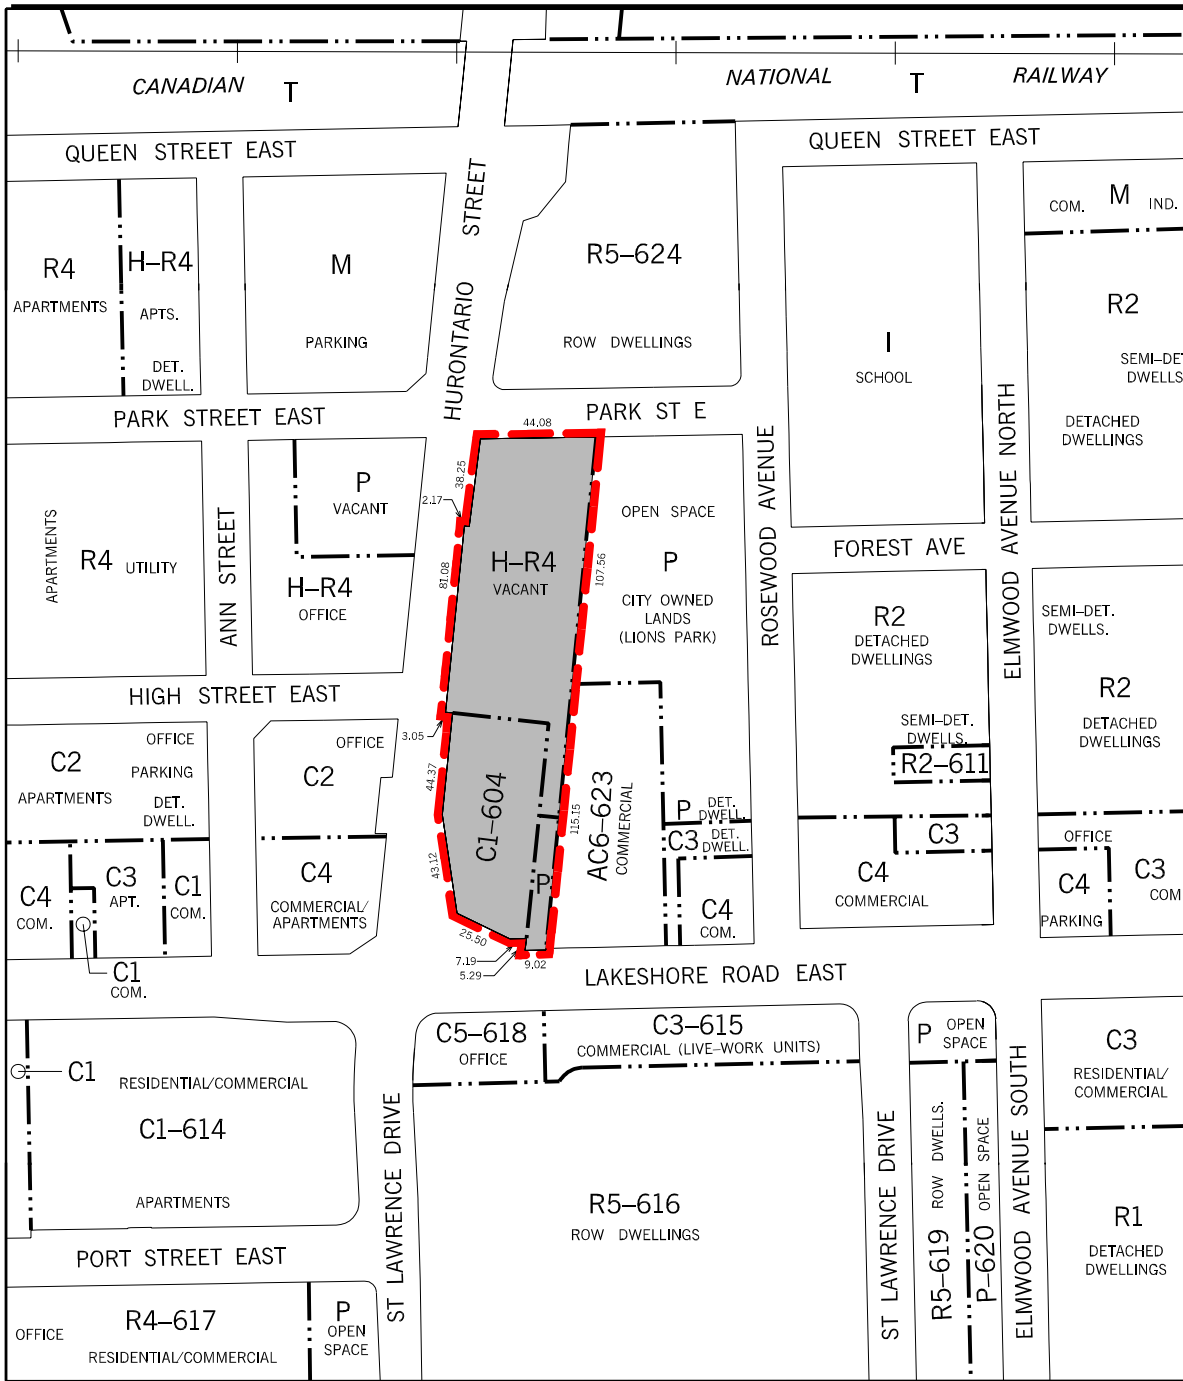 CANADIAN
T
NATIONAL
T
RAILWAY
QUEEN STREET EAST
QUEEN STREET EAST
HURONTARIO STREET
R4
APARTMENTS
H–R4
APTS.
DET.
DWELL.
M
PARKING
R5–624
ROW DWELLINGS
I
SCHOOL
COM.
M
IND.
R2
SEMI–DET
DWELLS
DETACHED
DWELLINGS
PARK STREET EAST
PARK ST E
ROSEWOOD AVENUE
ELMWOOD AVENUE NORTH
ANN STREET
APARTMENTS
R4
UTILITY
P
VACANT
H–R4
OFFICE
44.08
38.25
2.17
81.08
107.56
H–R4
VACANT
OPEN SPACE
P
CITY OWNED
LANDS
(LIONS PARK)
FOREST AVE
R2
DETACHED
DWELLINGS
SEMI–DET.
DWELLS.
R2–611
C3
C4
COMMERCIAL
SEMI–DET.
DWELLS.
R2
DETACHED
DWELLINGS
OFFICE
C4
PARKING
C3
COM
HIGH STREET EAST
OFFICE
C2
PARKING
APARTMENTS
DET.
DWELL.
C4
COM.
C3
APT.
C1
COM.
C1
COM.
OFFICE
C2
C4
COMMERCIAL/
APARTMENTS
3.05
44.37
43.12
25.50
7.19
5.29
9.02
115.15
C1–604
P
AC6–623
COMMERCIAL
P
DET.
DWELL.
C3
DET.
DWELL.
C4
COM.
LAKESHORE ROAD EAST
C1
RESIDENTIAL/COMMERCIAL
C1–614
APARTMENTS
C5–618
OFFICE
C3–615
COMMERCIAL (LIVE–WORK UNITS)
P
OPEN
SPACE
C3
RESIDENTIAL/
COMMERCIAL
ST LAWRENCE DRIVE
R5–616
ROW DWELLINGS
ST LAWRENCE DRIVE
R5–619
ROW DWELLS.
P–620
OPEN SPACE
ELMWOOD AVENUE SOUTH
R1
DETACHED
DWELLINGS
PORT STREET EAST
OFFICE
R4–617
RESIDENTIAL/COMMERCIAL
P
OPEN
SPACE